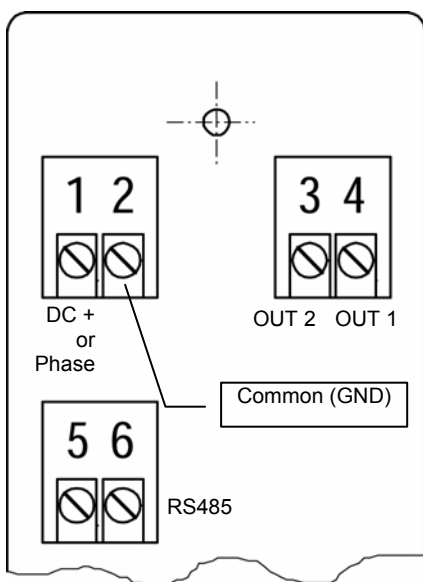 1 2
3 4
DC +
or
Phase
OUT 2 OUT 1
Common (GND)
5 6
RS485